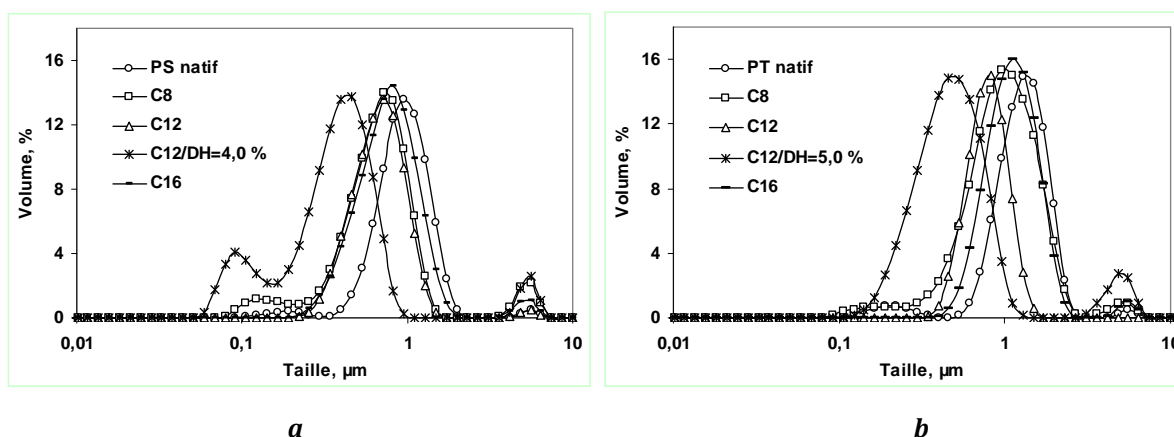 16
12
8
4
0
Volume, %
PS natif
C8
C12
C12/DH=4,0 %
C16
0,01
0,1
1
10
Taille, µm
a
16
12
8
4
0
Volume, %
PT natif
C8
C12
C12/DH=5,0 %
C16
0,01
0,1
1
10
Taille, µm
b